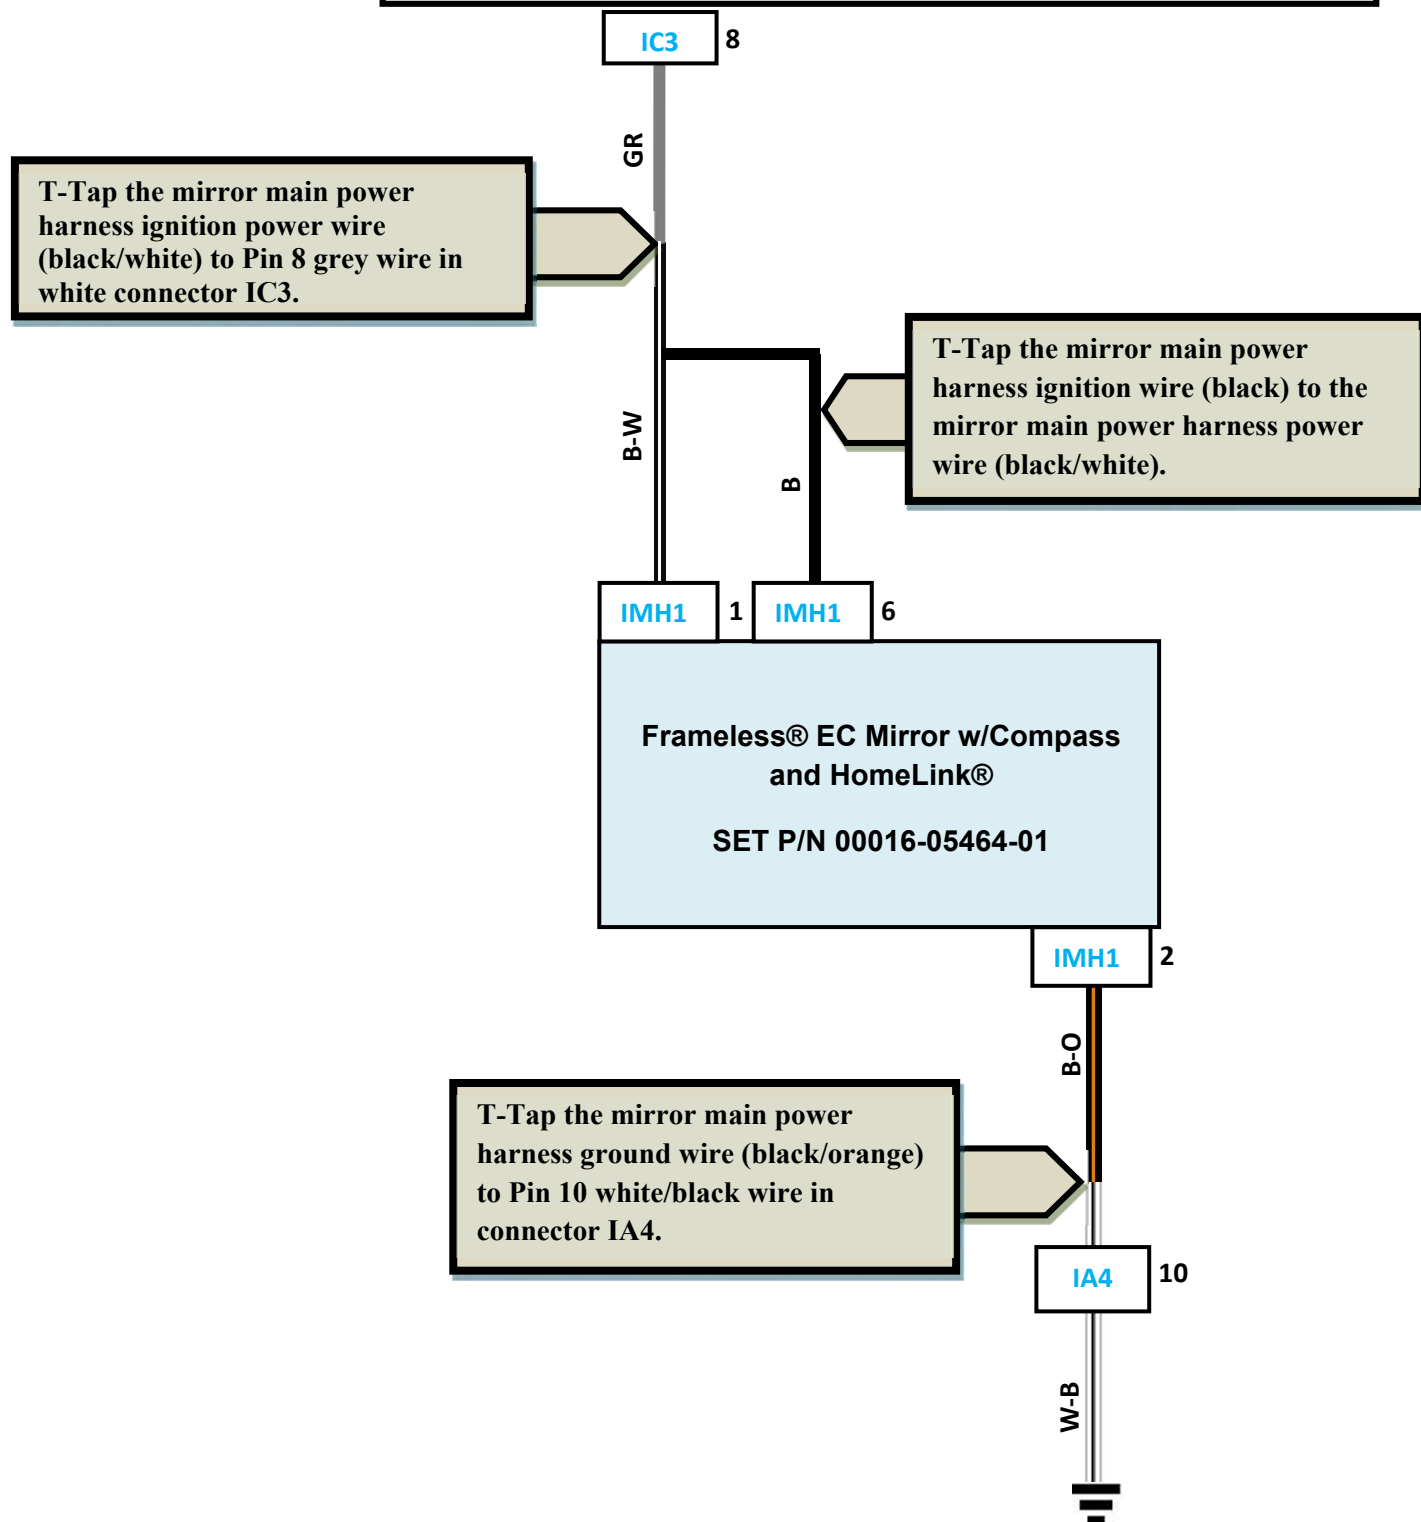 IC3 8
GR
T-Tap the mirror main power
harness ignition power wire
(black/white) to Pin 8 grey wire in
white connector IC3.
T-Tap the mirror main power
harness ignition wire (black) to the
mirror main power harness power
wire (black/white).
B-W
B
IMH1 1 IMH1 6
Frameless® EC Mirror w/Compass
and HomeLink®
SET P/N 00016-05464-01
IMH1 2
B-O
T-Tap the mirror main power
harness ground wire (black/orange)
to Pin 10 white/black wire in
connector IA4.
IA4 10
W-B